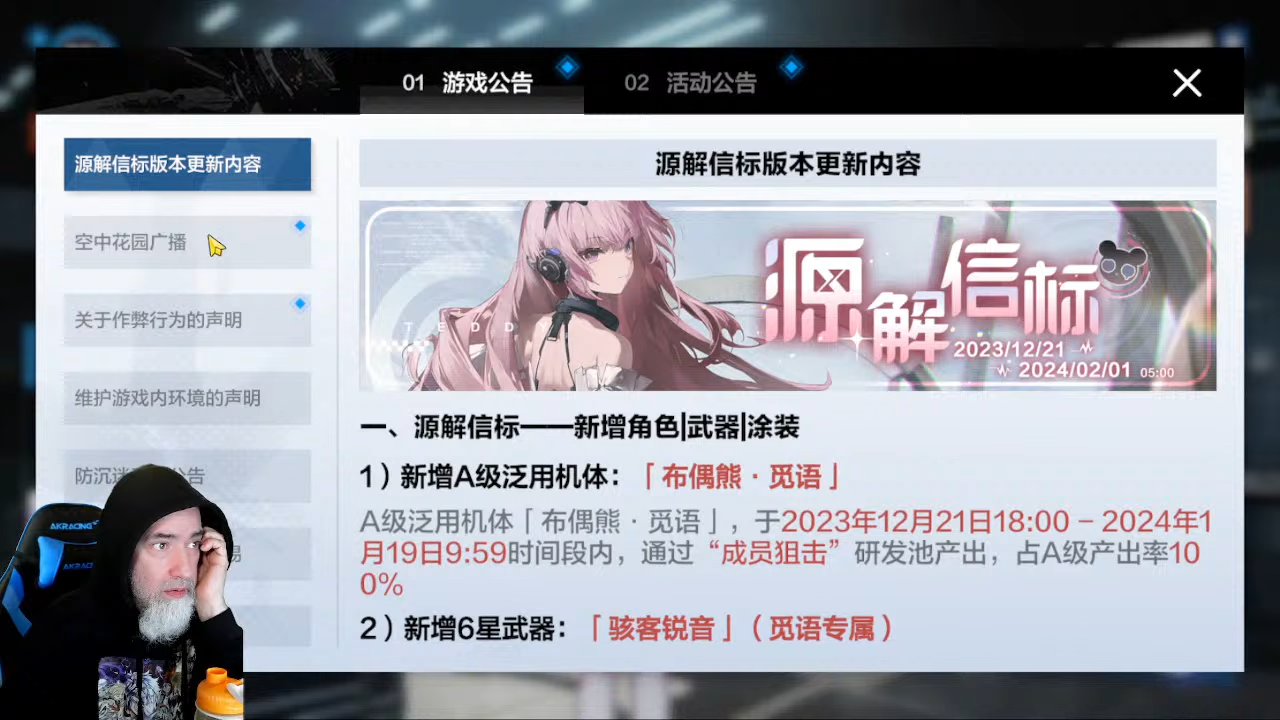 01 游戏公告
02 活动公告
源解信标版本更新内容
空中花园广播
关于作弊行为的声明
维护游戏内环境的声明
防沉迷 公告
源解信标版本更新内容
TEDDY
源解信标
2023/12/21
2024/02/01 05:00
一、源解信标——新增角色|武器|涂装
1）新增A级泛用机体：「布偶熊·觅语」
A级泛用机体「布偶熊·觅语」，于2023年12月21日18:00 – 2024年1
月19日9:59时间段内，通过“成员狙击”研发池产出，占A级产出率10
0%
2）新增6星武器：「骇客锐音」（觅语专属）
AKRACING
AKRAC